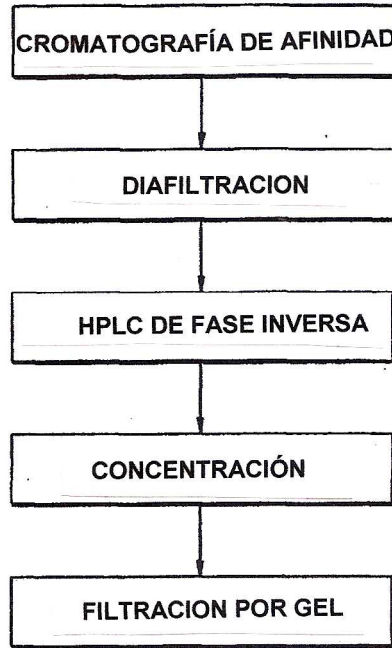 CROMATOGRAFÍA DE AFINIDAD
DIAFILTRACION
HPLC DE FASE INVERSA
CONCENTRACIÓN
FILTRACION POR GEL